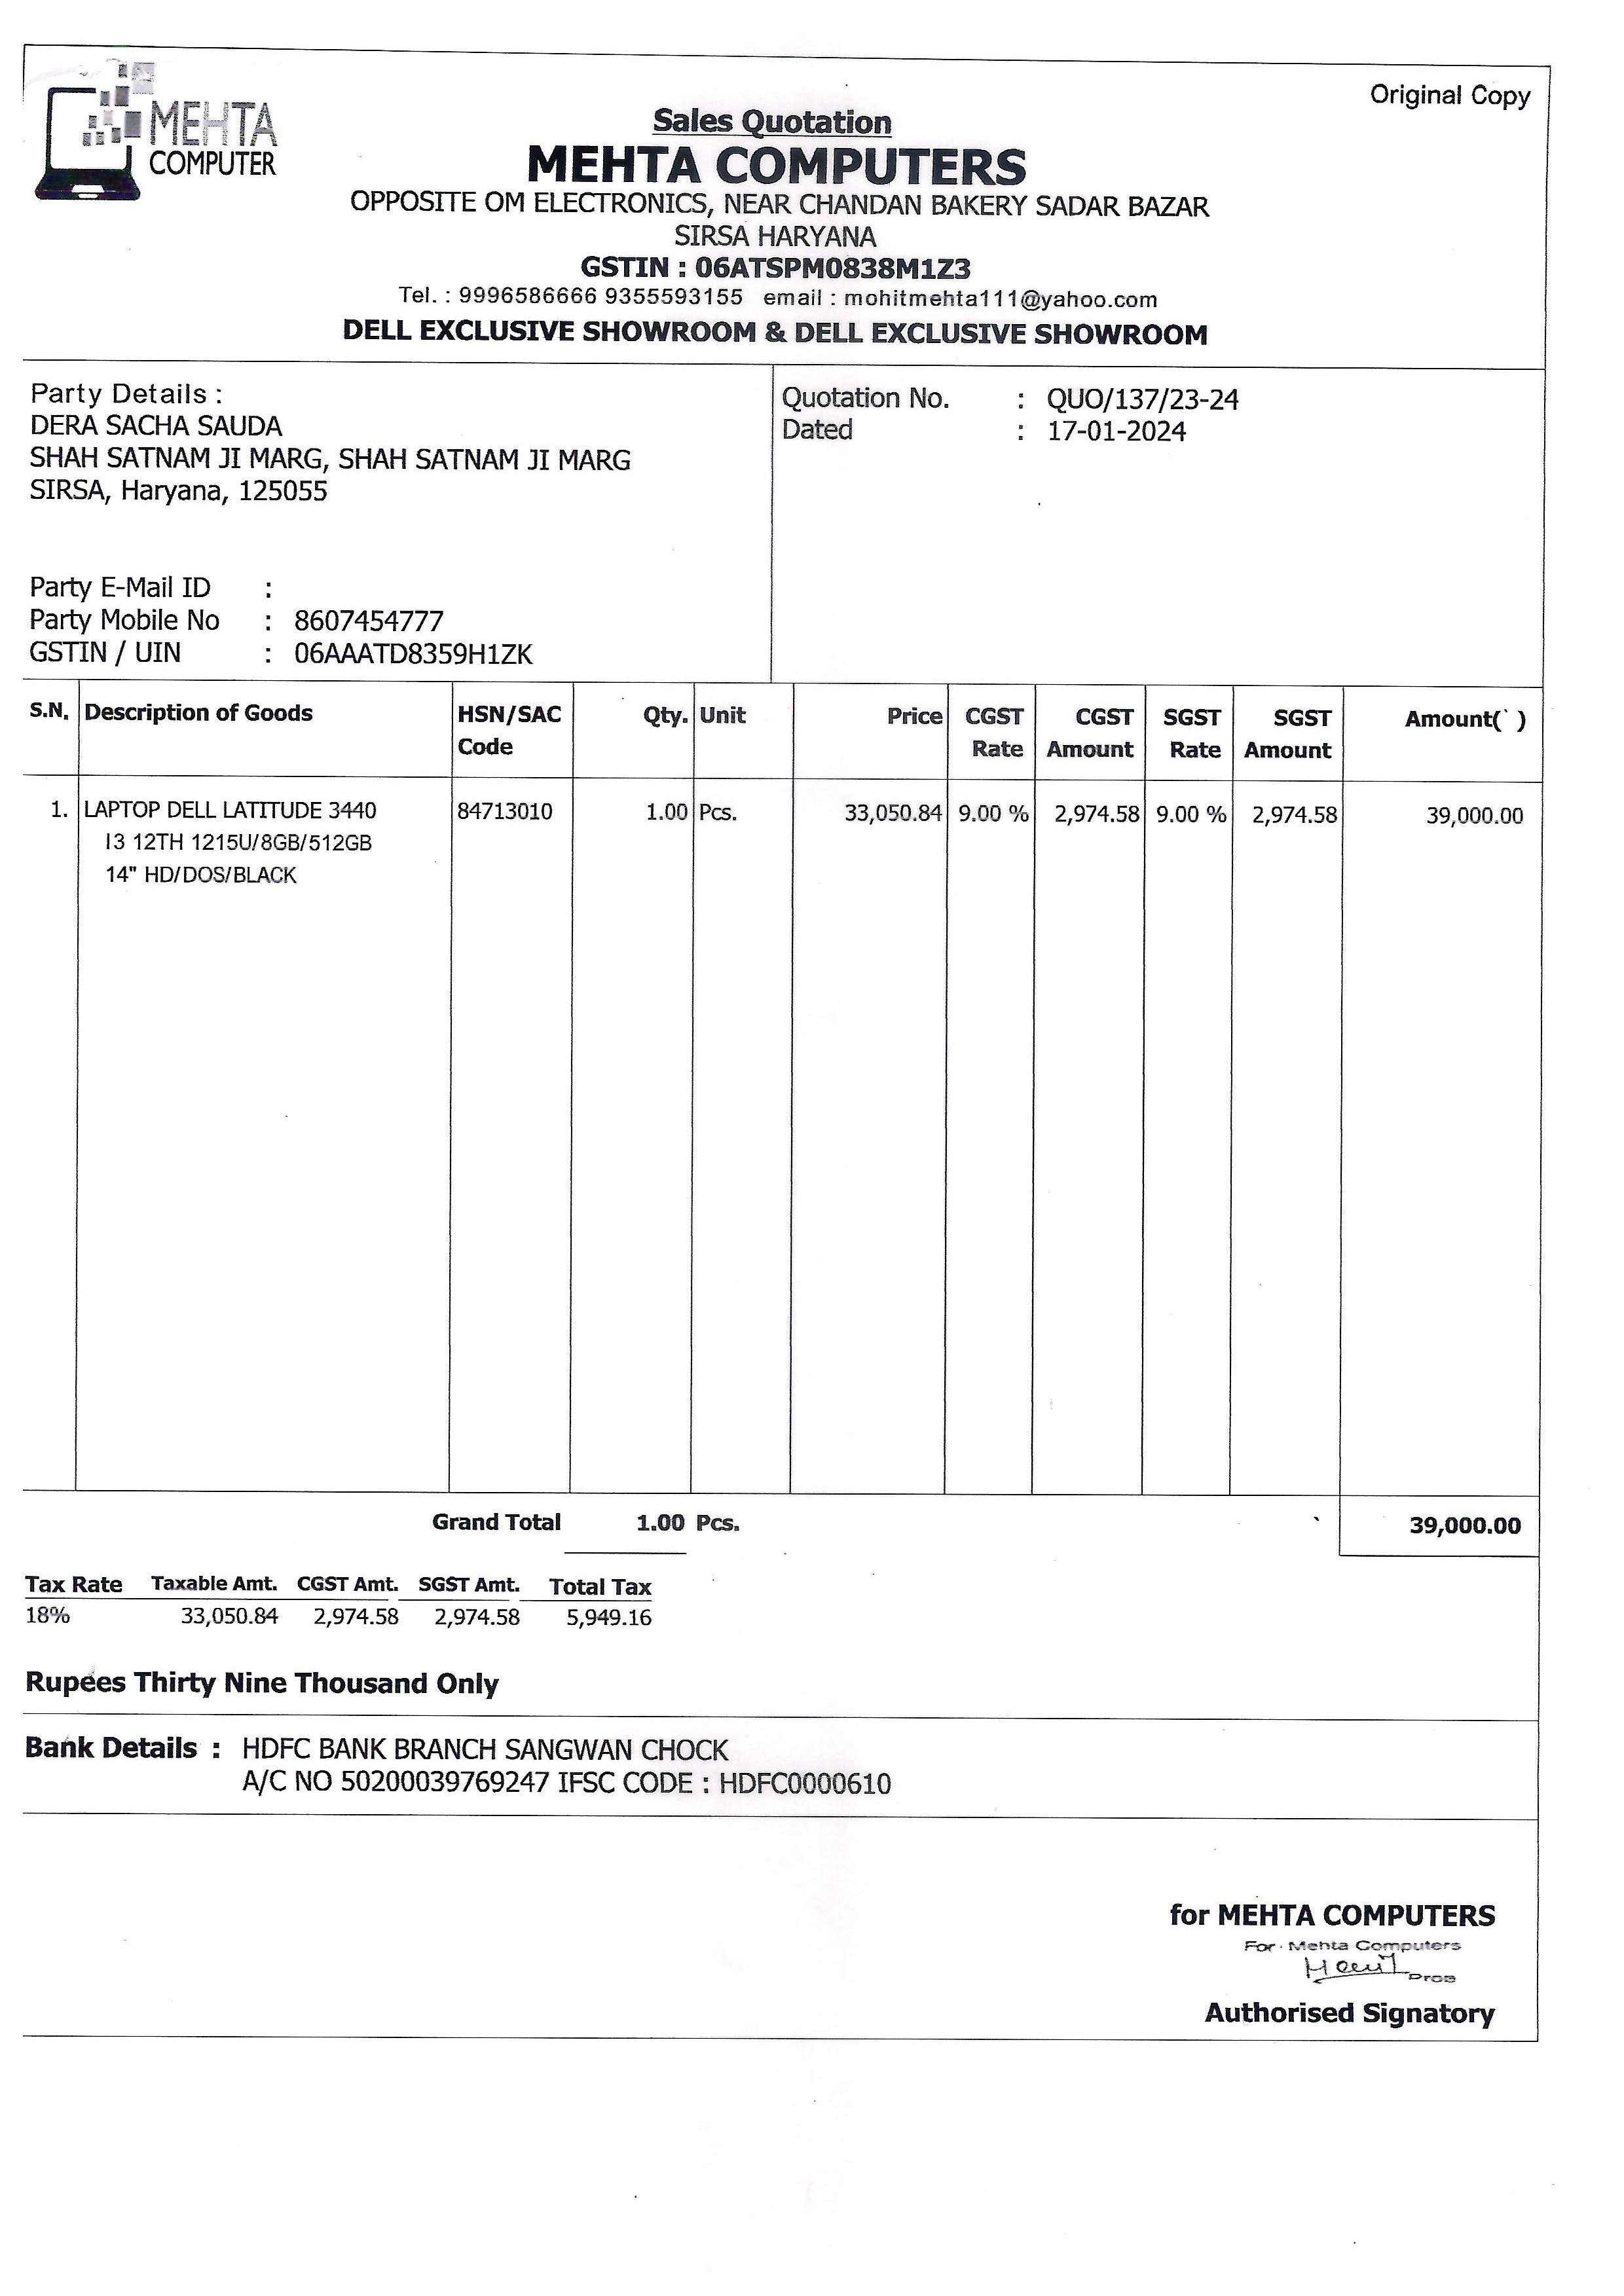 Original Copy
MEHTA
COMPUTER
Sales Quotation
MEHTA COMPUTERS
OPPOSITE OM ELECTRONICS, NEAR CHANDAN BAKERY SADAR BAZAR
SIRSA HARYANA
GSTIN : 06ATSPM0838M1Z3
Tel. : 9996586666 9355593155 email : mohitmehta111@yahoo.com
DELL EXCLUSIVE SHOWROOM & DELL EXCLUSIVE SHOWROOM
Party Details :
DERA SACHA SAUDA
SHAH SATNAM JI MARG, SHAH SATNAM JI MARG
SIRSA, Haryana, 125055
Party E-Mail ID :
Party Mobile No : 8607454777
GSTIN / UIN : 06AAATD8359H1ZK
Quotation No. : QUO/137/23-24
Dated : 17-01-2024
S.N. Description of Goods HSN/SAC Qty. Unit Price CGST CGST SGST SGST Amount(` )
Code Rate Amount Rate Amount
1. LAPTOP DELL LATITUDE 3440 84713010 1.00 Pcs. 33,050.84 9.00 % 2,974.58 9.00 % 2,974.58 39,000.00
I3 12TH 1215U/8GB/512GB
14" HD/DOS/BLACK
Grand Total 1.00 Pcs. ` 39,000.00
Tax Rate Taxable Amt. CGST Amt. SGST Amt. Total Tax
18% 33,050.84 2,974.58 2,974.58 5,949.16
Rupees Thirty Nine Thousand Only
Bank Details : HDFC BANK BRANCH SANGWAN CHOCK
A/C NO 50200039769247 IFSC CODE : HDFC0000610
for MEHTA COMPUTERS
For Mehta Computers
Authorised Signatory